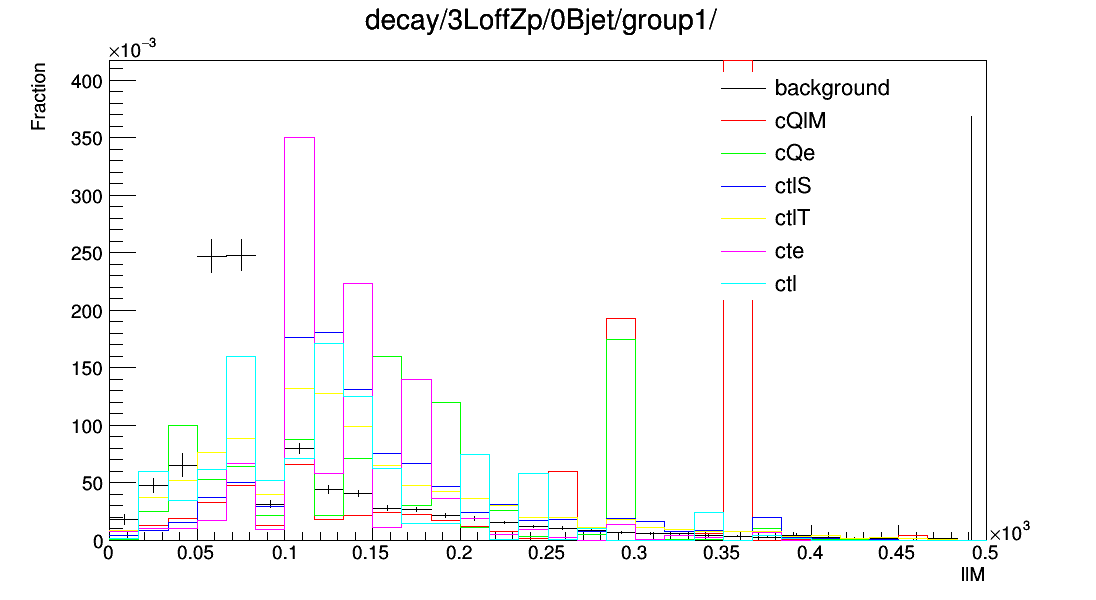 decay/3LoffZp/0Bjet/group1/
×10⁻³
Fraction
400
350
300
250
200
150
100
50
0
background
cQlM
cQe
ctlS
ctlT
cte
ctl
0 0.05 0.1 0.15 0.2 0.25 0.3 0.35 0.4 0.45 0.5
×10³
llM